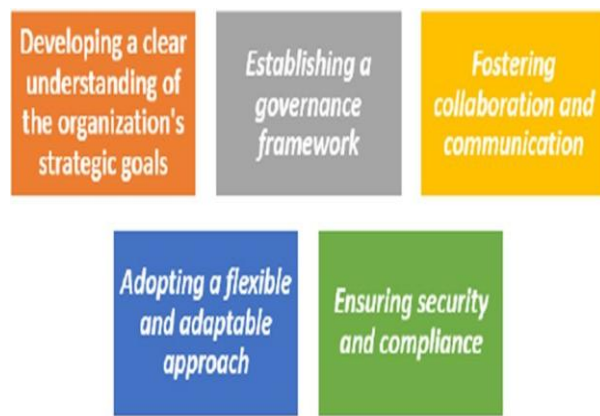 Developing a clear
understanding of
the organization's
strategic goals
Establishing a
governance
framework
Fostering
collaboration and
communication
Adopting a flexible
and adaptable
approach
Ensuring security
and compliance